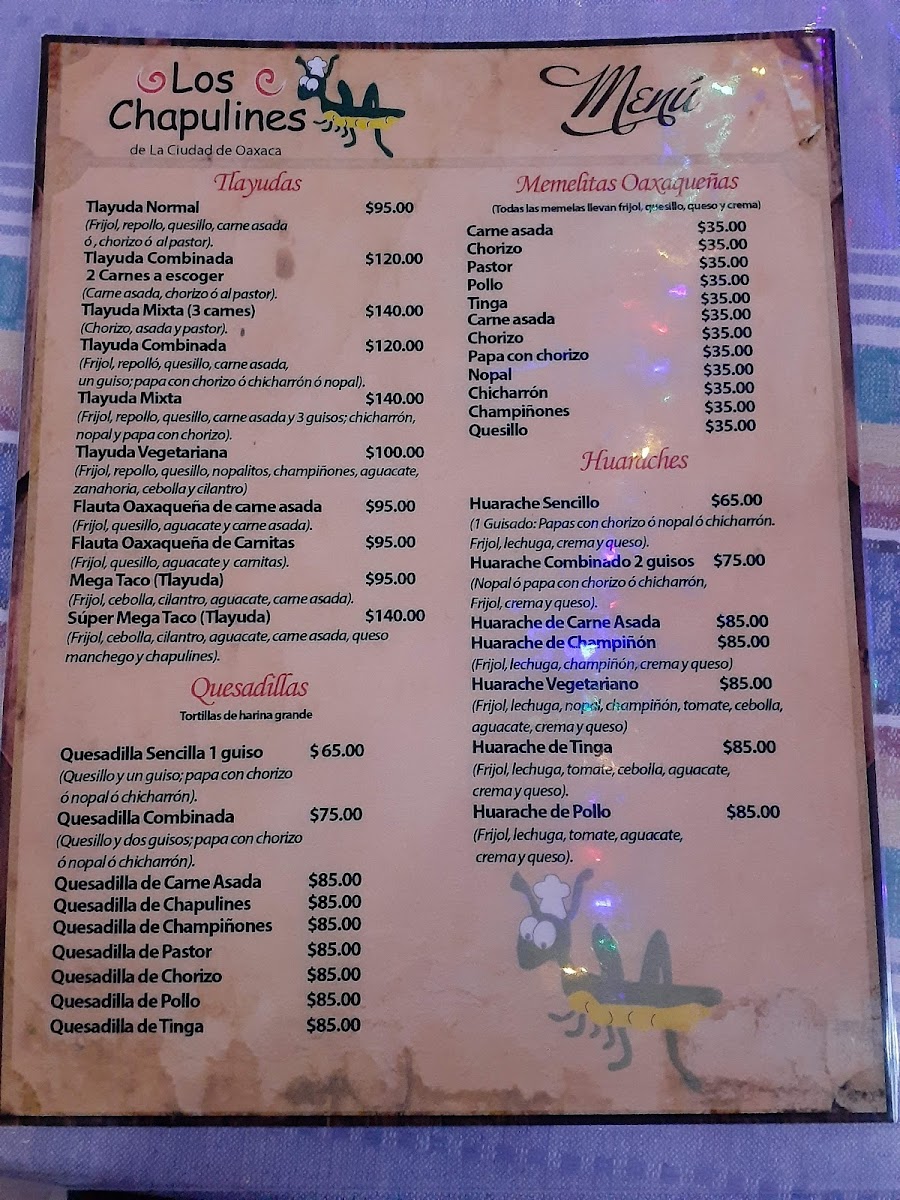 Los
Chapulines
de La Ciudad de Oaxaca
Menú
Tlayudas
Tlayuda Normal $95.00
(Frijol, repollo, quesillo, carne asada
ó , chorizo ó al pastor).
Tlayuda Combinada $120.00
2 Carnes a escoger
(Carne asada, chorizo ó al pastor).
Tlayuda Mixta (3 carnes) $140.00
(Chorizo, asada y pastor).
Tlayuda Combinada $120.00
(Frijol, repolló, quesillo, carne asada,
un guiso; papa con chorizo ó chicharrón ó nopal).
Tlayuda Mixta $140.00
(Frijol, repollo, quesillo, carne asada y 3 guisos; chicharrón,
nopal y papa con chorizo).
Tlayuda Vegetariana $100.00
(Frijol, repollo, quesillo, nopalitos, champiñones, aguacate,
zanahoria, cebolla y cilantro)
Flauta Oaxaqueña de carne asada $95.00
(Frijol, quesillo, aguacate y carne asada).
Flauta Oaxaqueña de Carnitas $95.00
(Frijol, quesillo, aguacate y carnitas).
Mega Taco (Tlayuda) $95.00
(Frijol, cebolla, cilantro, aguacate, carne asada).
Súper Mega Taco (Tlayuda) $140.00
(Frijol, cebolla, cilantro, aguacate, carne asada, queso
manchego y chapulines).
Quesadillas
Tortillas de harina grande
Quesadilla Sencilla 1 guiso $ 65.00
(Quesillo y un guiso; papa con chorizo
ó nopal ó chicharrón).
Quesadilla Combinada $75.00
(Quesillo y dos guisos; papa con chorizo
ó nopal ó chicharrón).
Quesadilla de Carne Asada $85.00
Quesadilla de Chapulines $85.00
Quesadilla de Champiñones $85.00
Quesadilla de Pastor $85.00
Quesadilla de Chorizo $85.00
Quesadilla de Pollo $85.00
Quesadilla de Tinga $85.00
Memelitas Oaxaqueñas
(Todas las memelas llevan frijol, quesillo, queso y crema)
Carne asada $35.00
Chorizo $35.00
Pastor $35.00
Pollo $35.00
Tinga $35.00
Carne asada $35.00
Chorizo $35.00
Papa con chorizo $35.00
Nopal $35.00
Chicharrón $35.00
Champiñones $35.00
Quesillo $35.00
Huaraches
Huarache Sencillo $65.00
(1 Guisado: Papas con chorizo ó nopal ó chicharrón.
Frijol, lechuga, crema y queso).
Huarache Combinado 2 guisos $75.00
(Nopal ó papa con chorizo ó chicharrón,
Frijol, crema y queso).
Huarache de Carne Asada $85.00
Huarache de Champiñón $85.00
(Frijol, lechuga, champiñón, crema y queso)
Huarache Vegetariano $85.00
(Frijol, lechuga, nopal, champiñón, tomate, cebolla,
aguacate, crema y queso)
Huarache de Tinga $85.00
(Frijol, lechuga, tomate, cebolla, aguacate,
crema y queso).
Huarache de Pollo $85.00
(Frijol, lechuga, tomate, aguacate,
crema y queso).